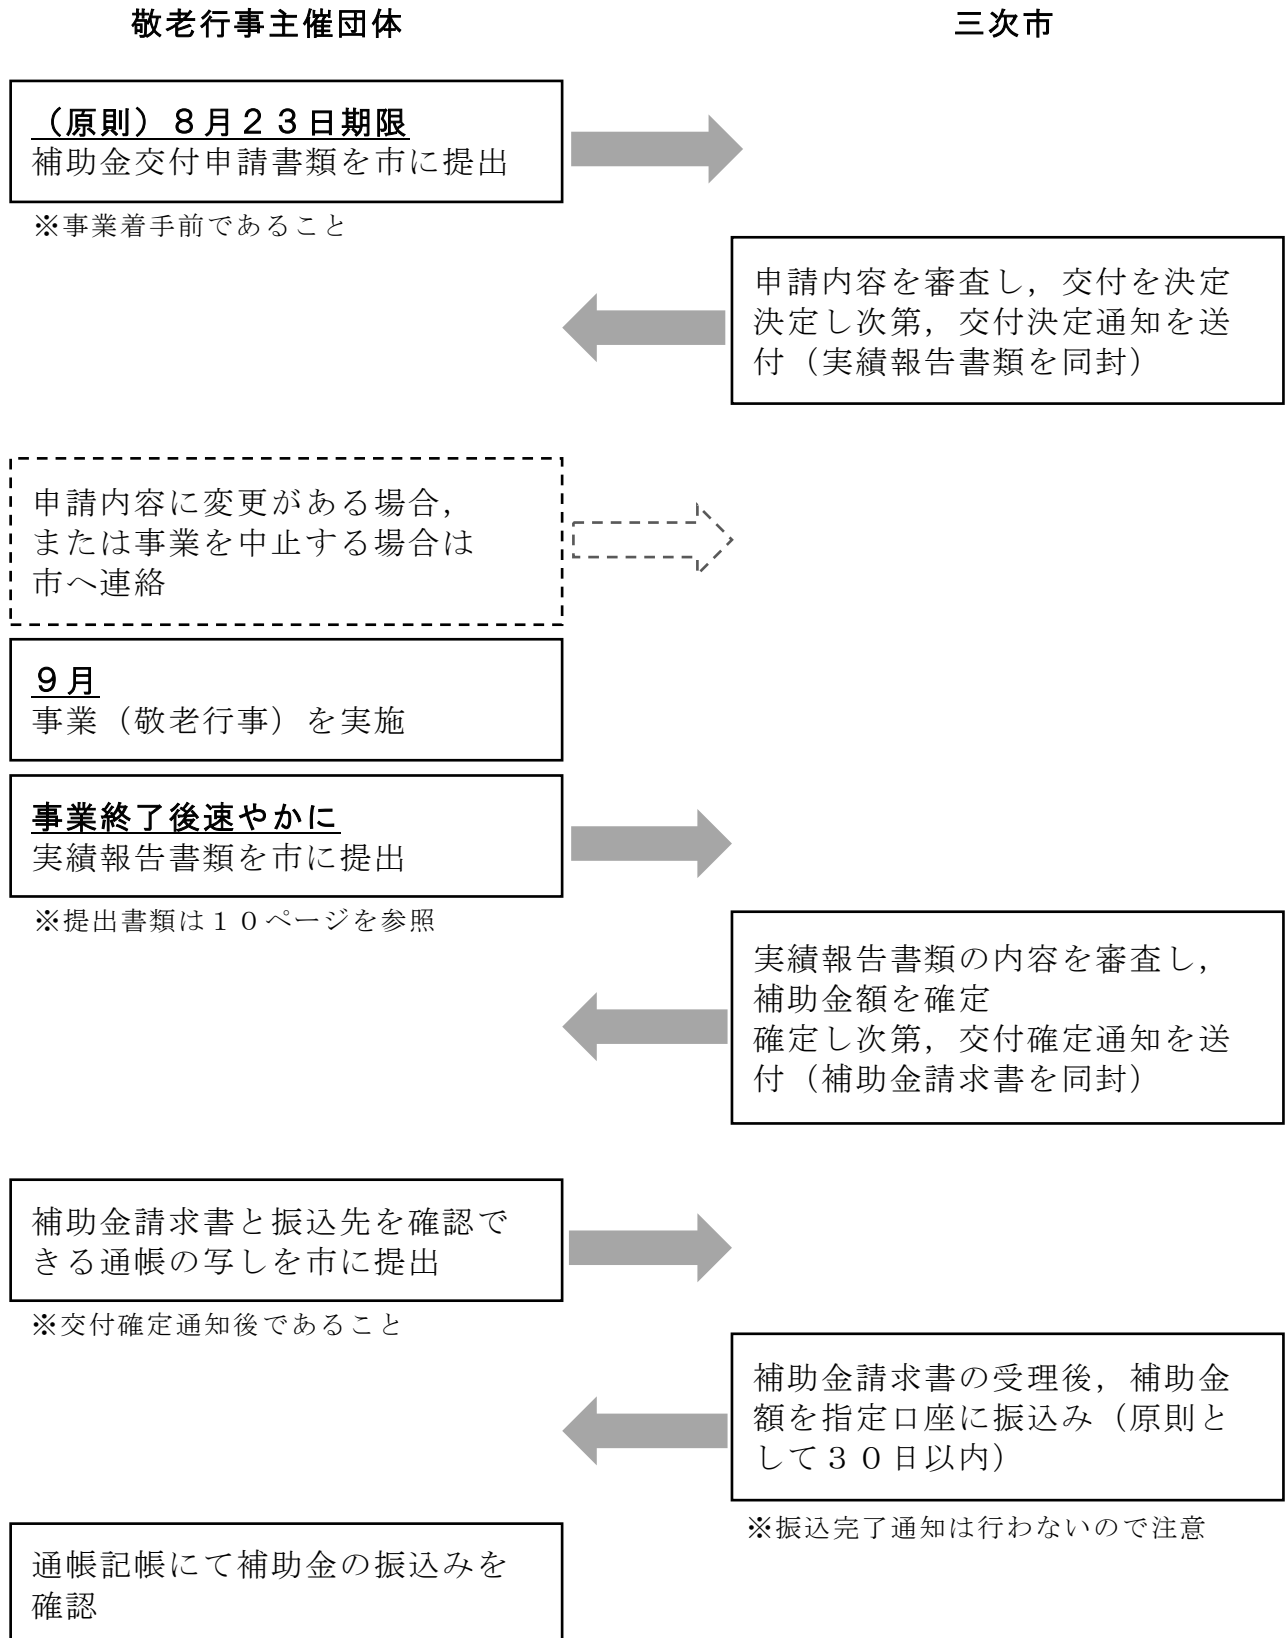 敬老行事主催団体
三次市
（原則）８月２３日期限
補助金交付申請書類を市に提出
※事業着手前であること
申請内容を審査し，交付を決定
決定し次第，交付決定通知を送
付（実績報告書類を同封）
申請内容に変更がある場合，
または事業を中止する場合は
市へ連絡
９月
事業（敬老行事）を実施
事業終了後速やかに
実績報告書類を市に提出
※提出書類は１０ページを参照
実績報告書類の内容を審査し，
補助金額を確定
確定し次第，交付確定通知を送
付（補助金請求書を同封）
補助金請求書と振込先を確認で
きる通帳の写しを市に提出
※交付確定通知後であること
補助金請求書の受理後，補助金
額を指定口座に振込み（原則と
して３０日以内）
※振込完了通知は行わないので注意
通帳記帳にて補助金の振込みを
確認